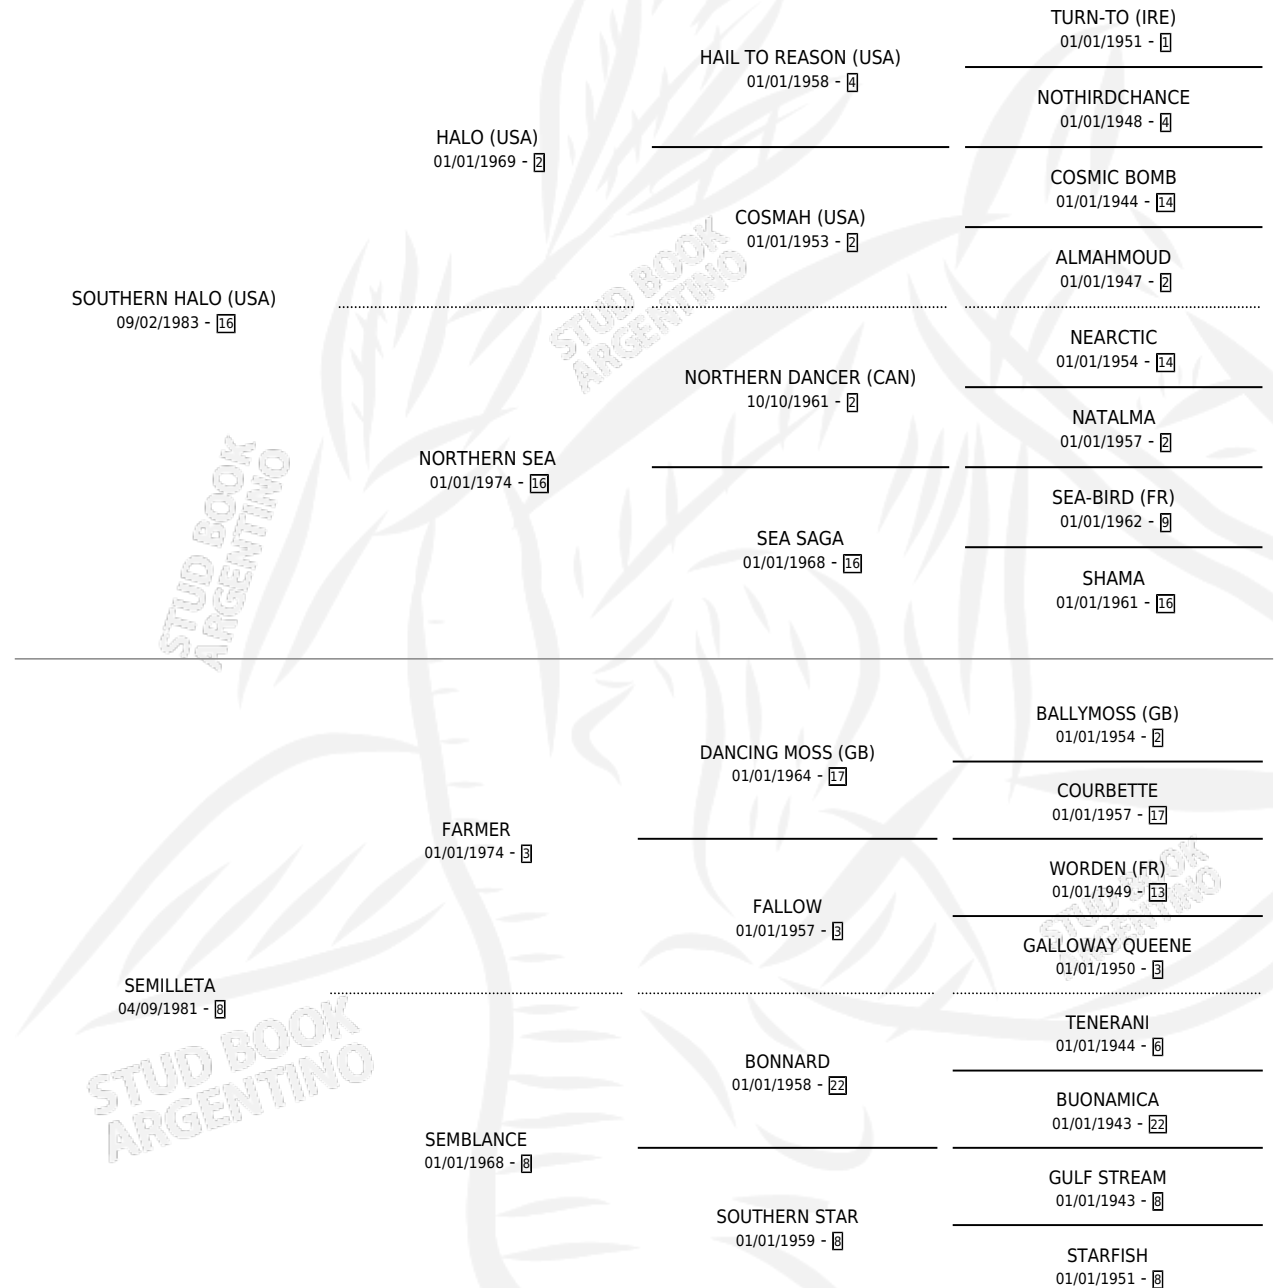 TURN-TO (IRE)
01/01/1951 - 1
HAIL TO REASON (USA)
01/01/1958 - 4
NOTHIRDCHANCE
01/01/1948 - 4
HALO (USA)
01/01/1969 - 2
COSMIC BOMB
01/01/1944 - 14
COSMAH (USA)
01/01/1953 - 2
ALMAHMOUD
01/01/1947 - 2
SOUTHERN HALO (USA)
09/02/1983 - 16
STUD BOOK
ARGENTINO
NEARCTIC
01/01/1954 - 14
NORTHERN DANCER (CAN)
10/10/1961 - 2
NATALMA
01/01/1957 - 2
NORTHERN SEA
01/01/1974 - 16
SEA-BIRD (FR)
01/01/1962 - 9
SEA SAGA
01/01/1968 - 16
SHAMA
01/01/1961 - 16
STUD BOOK
ARGENTINO
BALLYMOSS (GB)
01/01/1954 - 2
DANCING MOSS (GB)
01/01/1964 - 17
COURBETTE
01/01/1957 - 17
FARMER
01/01/1974 - 3
WORDEN (FR)
01/01/1949 - 13
FALLOW
01/01/1957 - 3
STUD BOOK
ARGENTINO
GALLOWAY QUEENE
01/01/1950 - 3
SEMILLETA
04/09/1981 - 8
STUD BOOK
ARGENTINO
TENERANI
01/01/1944 - 6
BONNARD
01/01/1958 - 22
BUONAMICA
01/01/1943 - 22
SEMBLANCE
01/01/1968 - 8
GULF STREAM
01/01/1943 - 8
SOUTHERN STAR
01/01/1959 - 8
STARFISH
01/01/1951 - 8